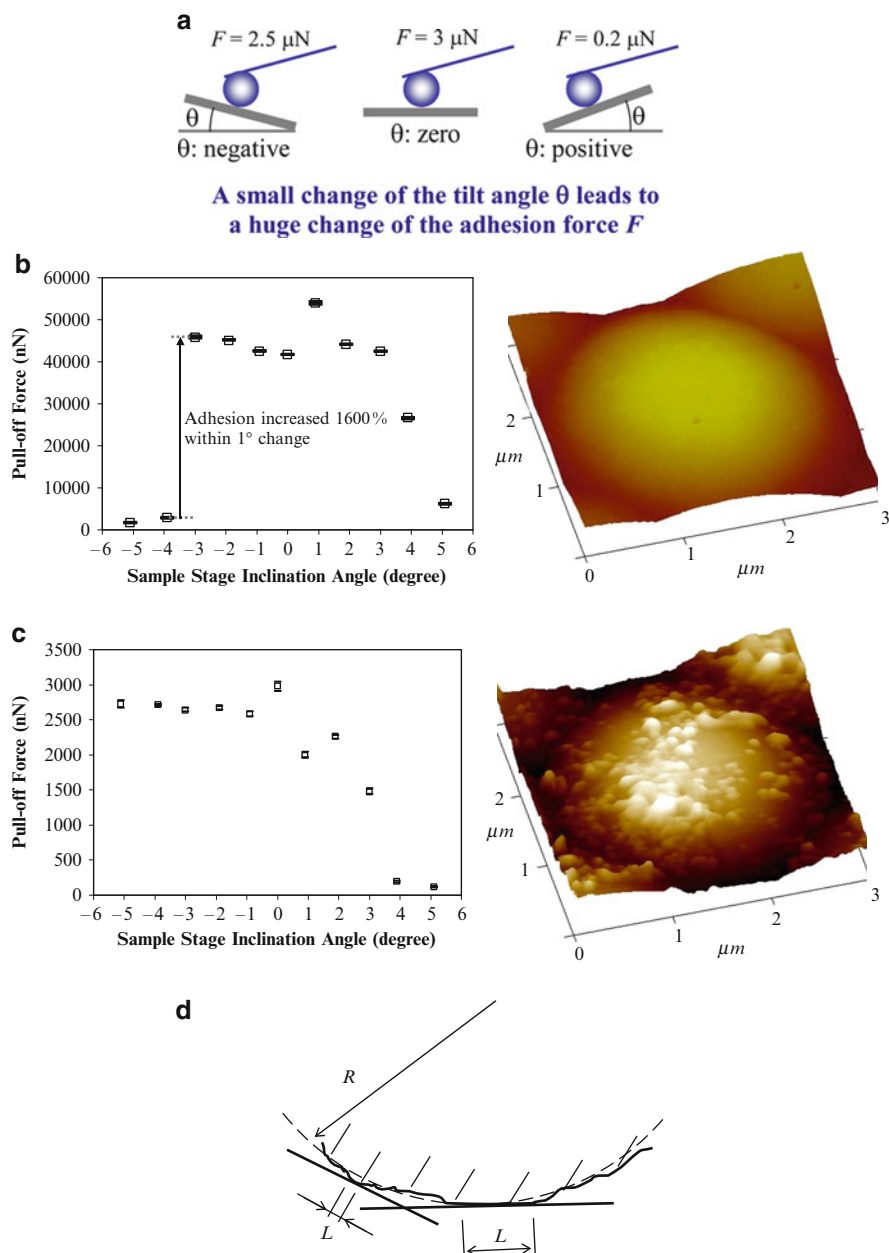 a
F = 2.5 μN
F = 3 μN
F = 0.2 μN
θ
θ
θ: negative
θ: zero
θ: positive
A small change of the tilt angle θ leads to
a huge change of the adhesion force F
b
60000
50000
40000
30000
20000
10000
0
Pull-off Force (nN)
Adhesion increased 1600%
within 1° change
−6 −5 −4 −3 −2 −1 0 1 2 3 4 5 6
Sample Stage Inclination Angle (degree)
2
μm
1
0
1
2
3
μm
c
3500
3000
2500
2000
1500
1000
500
0
Pull-off Force (nN)
−6 −5 −4 −3 −2 −1 0 1 2 3 4 5 6
Sample Stage Inclination Angle (degree)
2
μm
1
0
1
2
3
μm
d
R
L
L